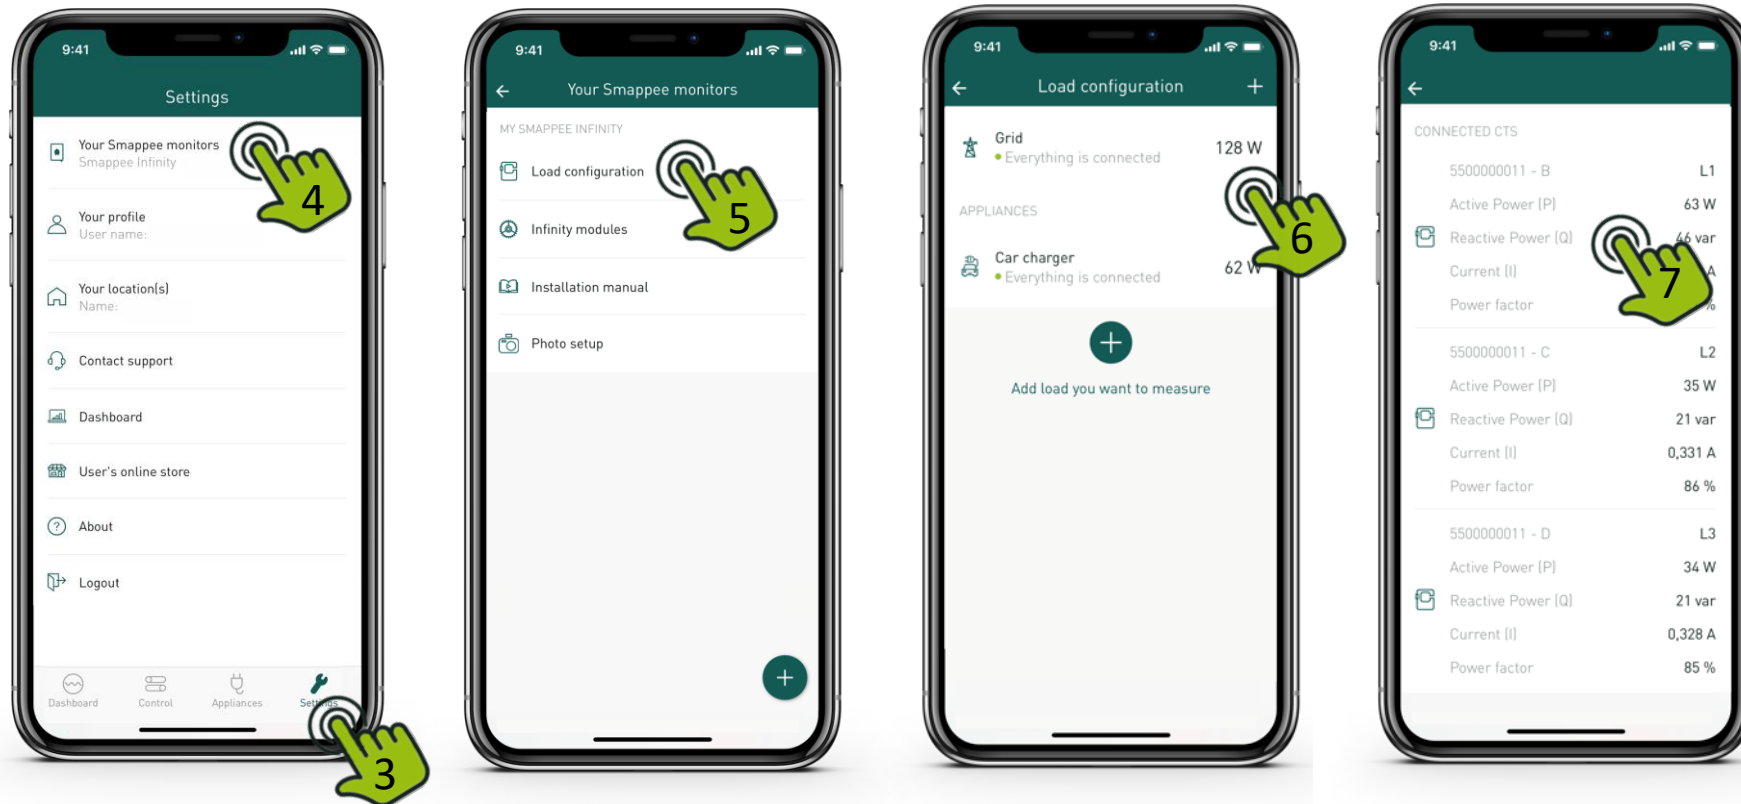 9:41
Settings
Your Smappee monitors
Smappee Infinity
4
Your profile
User name:
Your location(s)
Name:
Contact support
Dashboard
User's online store
About
Logout
Dashboard
Control
Appliances
Settings
3
9:41
Your Smappee monitors
MY SMAPPEE INFINITY
Load configuration
5
Infinity modules
Installation manual
Photo setup
9:41
Load configuration
Grid
128 W
Everything is connected
APPLIANCES
6
Car charger
62 W
Everything is connected
Add load you want to measure
9:41
CONNECTED CTS
5500000011 - B L1
Active Power (P) 63 W
Reactive Power (Q) 46 var
Current (I) A
7
Power factor %
5500000011 - C L2
Active Power (P) 35 W
Reactive Power (Q) 21 var
Current (I) 0,331 A
Power factor 86 %
5500000011 - D L3
Active Power (P) 34 W
Reactive Power (Q) 21 var
Current (I) 0,328 A
Power factor 85 %